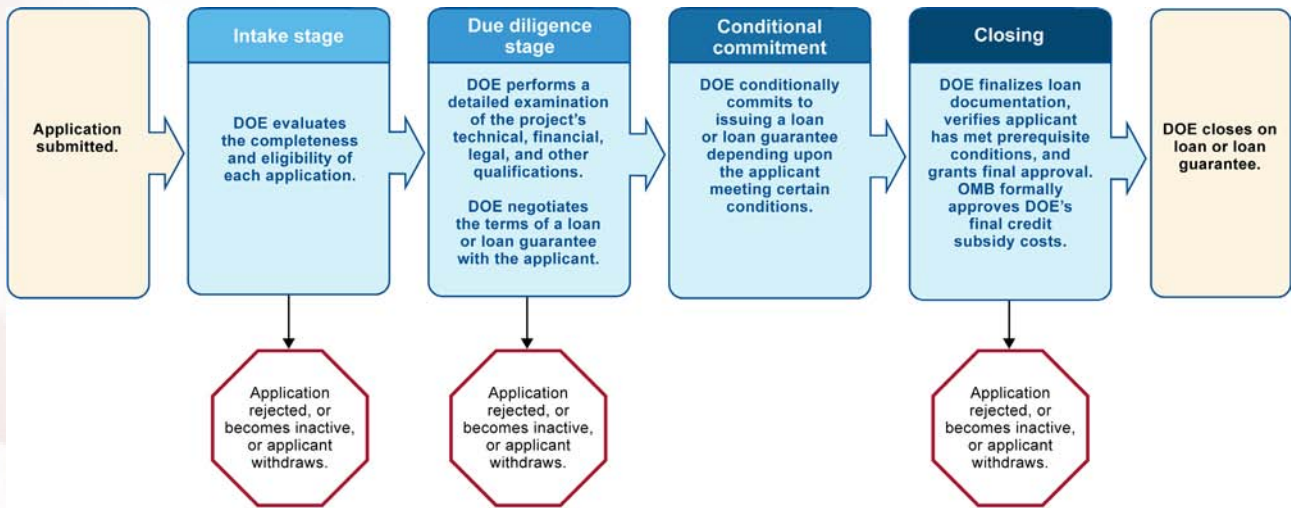 Application
submitted.
Intake stage
DOE evaluates
the completeness
and eligibility of
each application.
Due diligence
stage
DOE performs a
detailed examination
of the project's
technical, financial,
legal, and other
qualifications.
DOE negotiates
the terms of a loan
or loan guarantee
with the applicant.
Conditional
commitment
DOE conditionally
commits to
issuing a loan
or loan guarantee
depending upon
the applicant
meeting certain
conditions.
Closing
DOE finalizes loan
documentation,
verifies applicant
has met prerequisite
conditions, and
grants final approval.
OMB formally
approves DOE's
final credit
subsidy costs.
DOE closes on
loan or loan
guarantee.
Application
rejected, or
becomes inactive,
or applicant
withdraws.
Application
rejected, or
becomes inactive,
or applicant
withdraws.
Application
rejected, or
becomes inactive,
or applicant
withdraws.